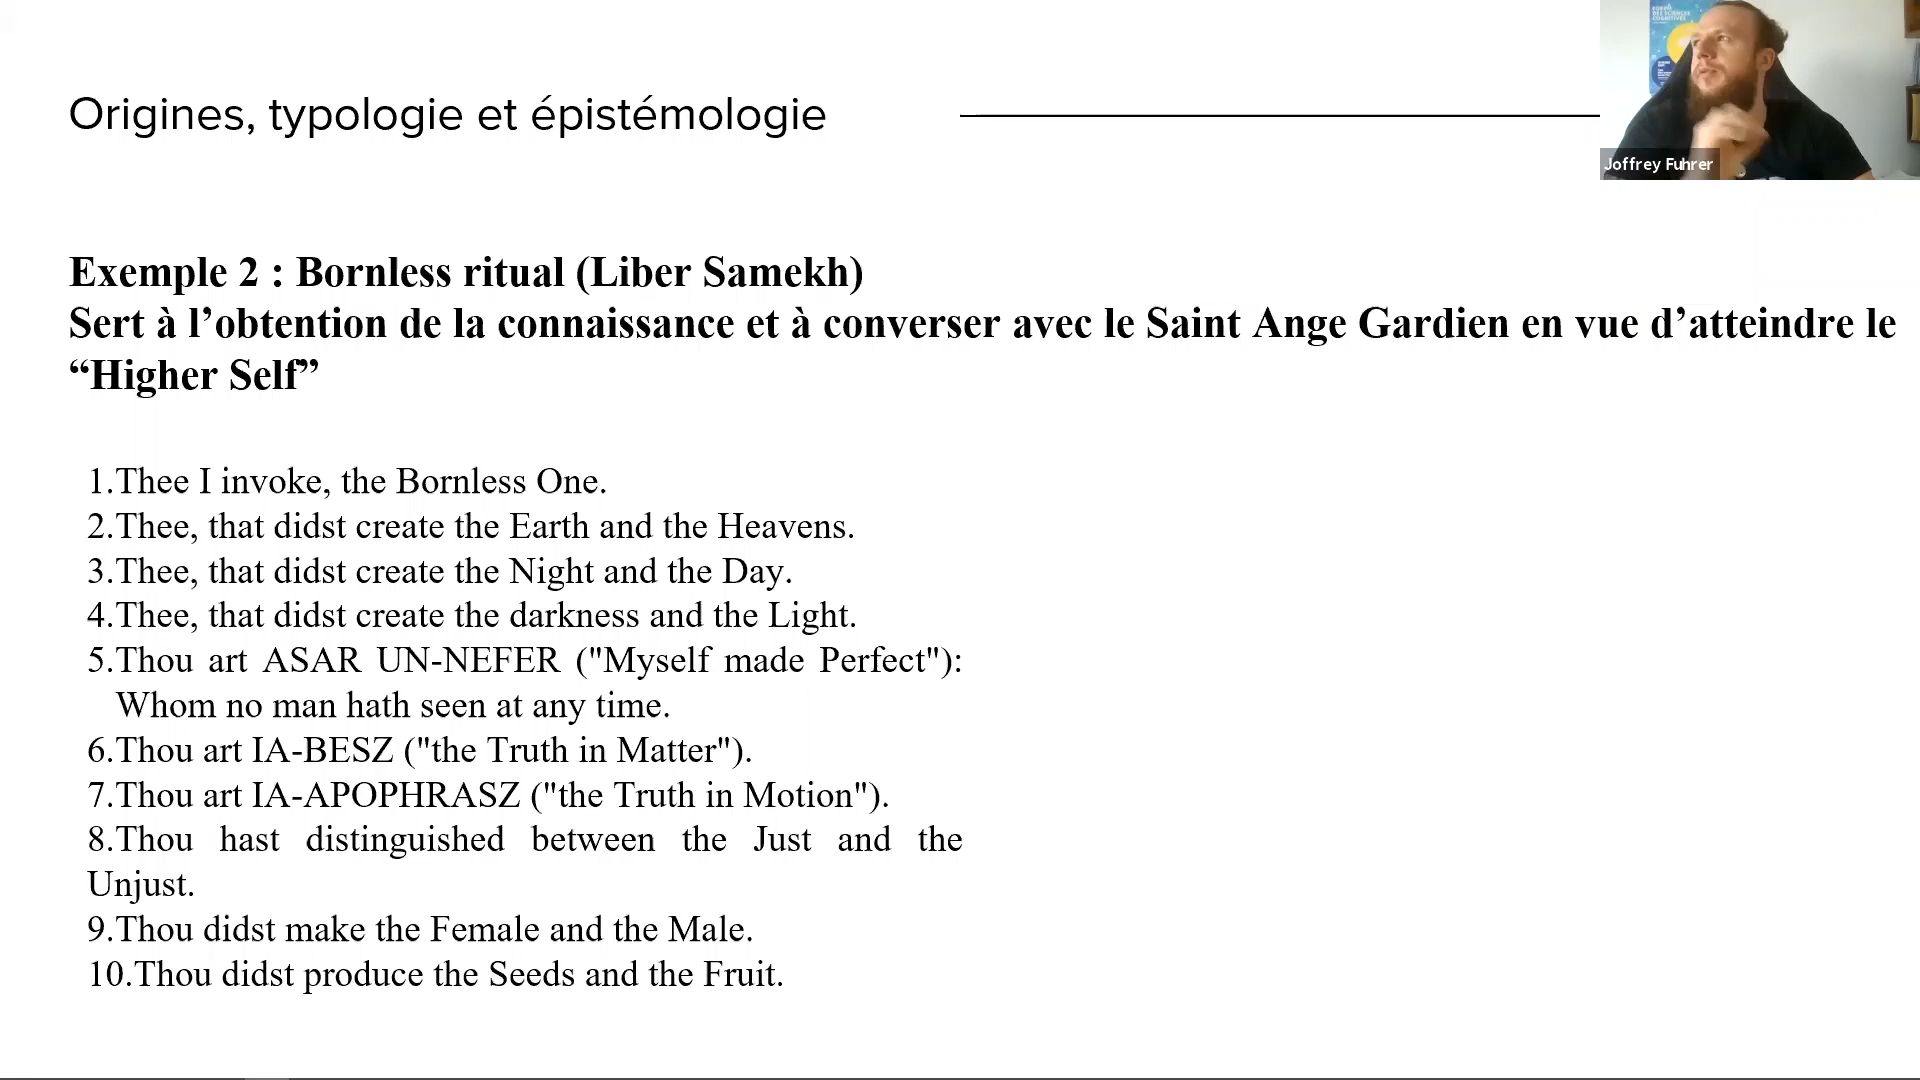 Origines, typologie et épistémologie
FORUM
DES SCIENCES
COGNITIVES
Joffrey Fuhrer
Exemple 2 : Bornless ritual (Liber Samekh)
Sert à l’obtention de la connaissance et à converser avec le Saint Ange Gardien en vue d’atteindre le
“Higher Self”
1.Thee I invoke, the Bornless One.
2.Thee, that didst create the Earth and the Heavens.
3.Thee, that didst create the Night and the Day.
4.Thee, that didst create the darkness and the Light.
5.Thou art ASAR UN-NEFER ("Myself made Perfect"):
Whom no man hath seen at any time.
6.Thou art IA-BESZ ("the Truth in Matter").
7.Thou art IA-APOPHRASZ ("the Truth in Motion").
8.Thou hast distinguished between the Just and the
Unjust.
9.Thou didst make the Female and the Male.
10.Thou didst produce the Seeds and the Fruit.